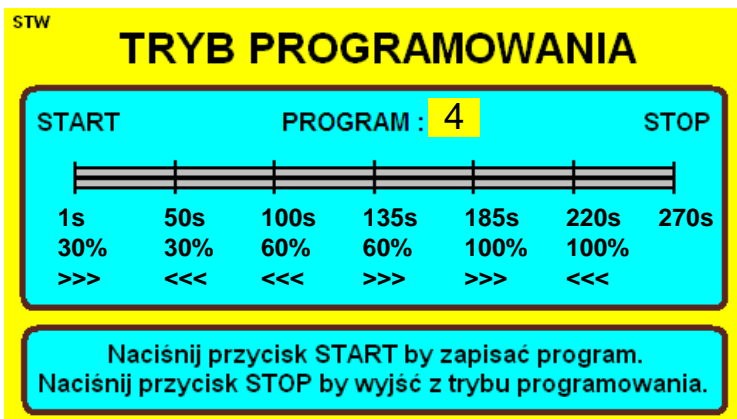 STW
TRYB PROGRAMOWANIA
START PROGRAM : 4 STOP
1s 50s 100s 135s 185s 220s 270s
30% 30% 60% 60% 100% 100%
>>> <<< <<< >>> >>> <<<
Naciśnij przycisk START by zapisać program.
Naciśnij przycisk STOP by wyjść z trybu programowania.